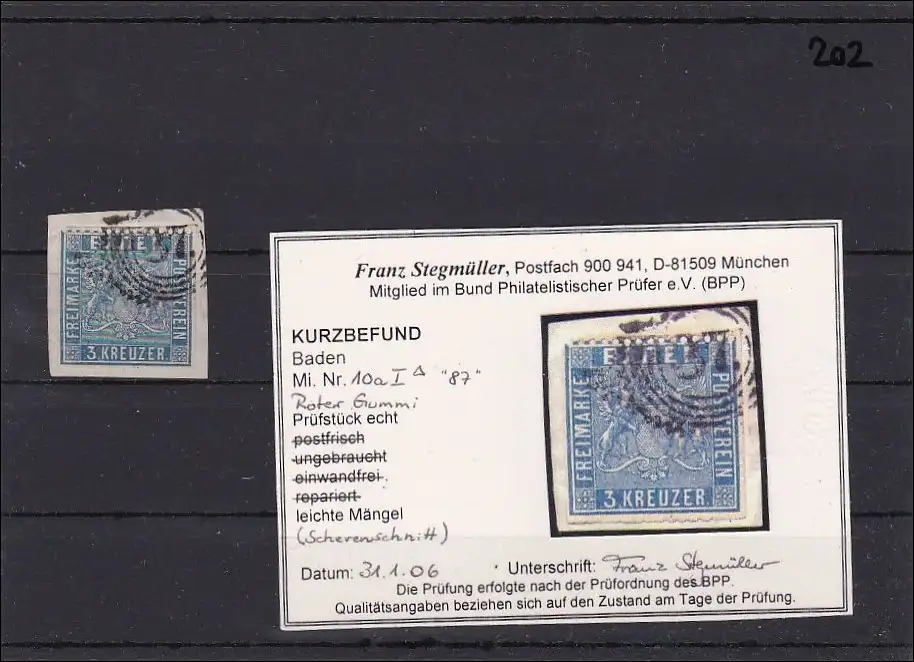 202
FREIMARKE
POSTVEREIN
3 KREUZER
Franz Stegmüller, Postfach 900 941, D-81509 München
Mitglied im Bund Philatelistischer Prüfer e.V. (BPP)
KURZBEFUND
Baden
Mi. Nr. 10a I Δ "87"
Roter Gummi
Prüfstück echt
postfrisch
ungebraucht
einwandfrei
repariert
leichte Mängel
(Scherenschnitt)
Datum: 31.1.06 Unterschrift: Franz Stegmüller
Die Prüfung erfolgte nach der Prüfordnung des BPP.
Qualitätsangaben beziehen sich auf den Zustand am Tage der Prüfung.
FREIMARKE
POSTVEREIN
3 KREUZER